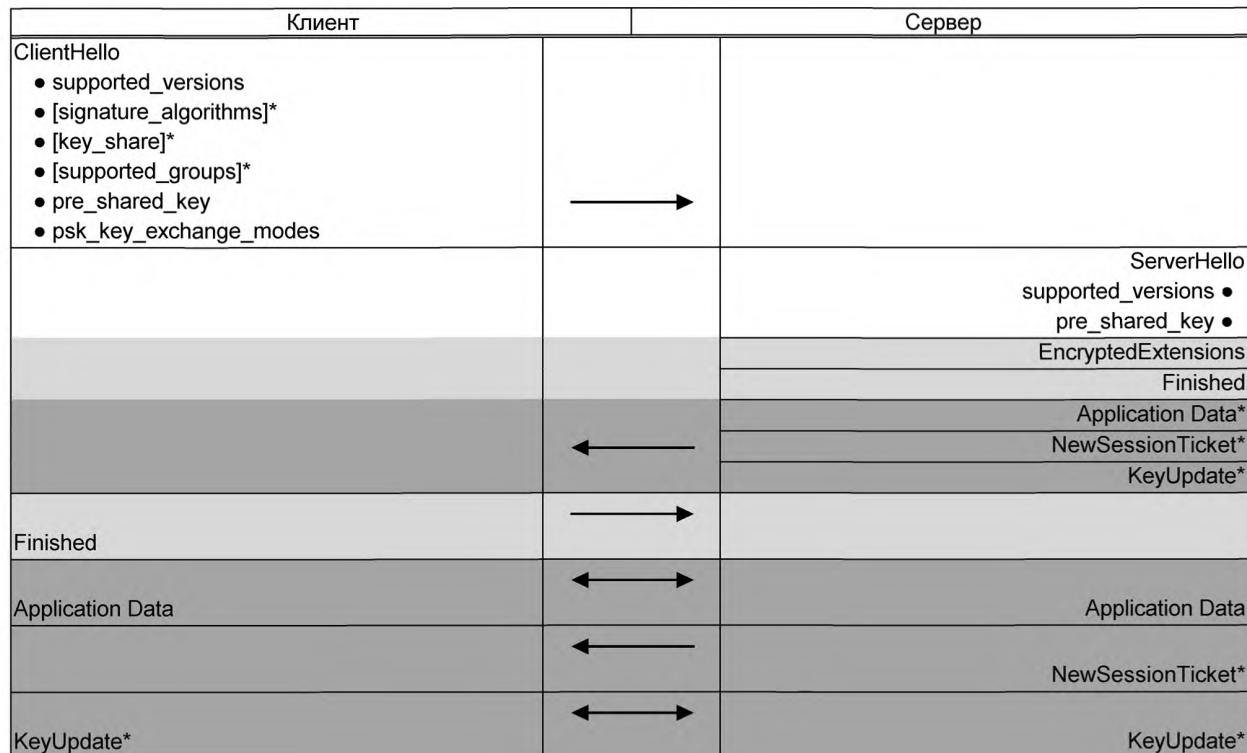 Клиент
Сервер
ClientHello
● supported_versions
● [signature_algorithms]*
● [key_share]*
● [supported_groups]*
● pre_shared_key
● psk_key_exchange_modes
ServerHello
supported_versions ●
pre_shared_key ●
EncryptedExtensions
Finished
Application Data*
NewSessionTicket*
KeyUpdate*
Finished
Application Data
Application Data
NewSessionTicket*
KeyUpdate*
KeyUpdate*